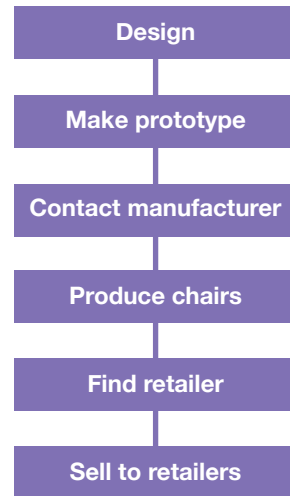 Design
Make prototype
Contact manufacturer
Produce chairs
Find retailer
Sell to retailers